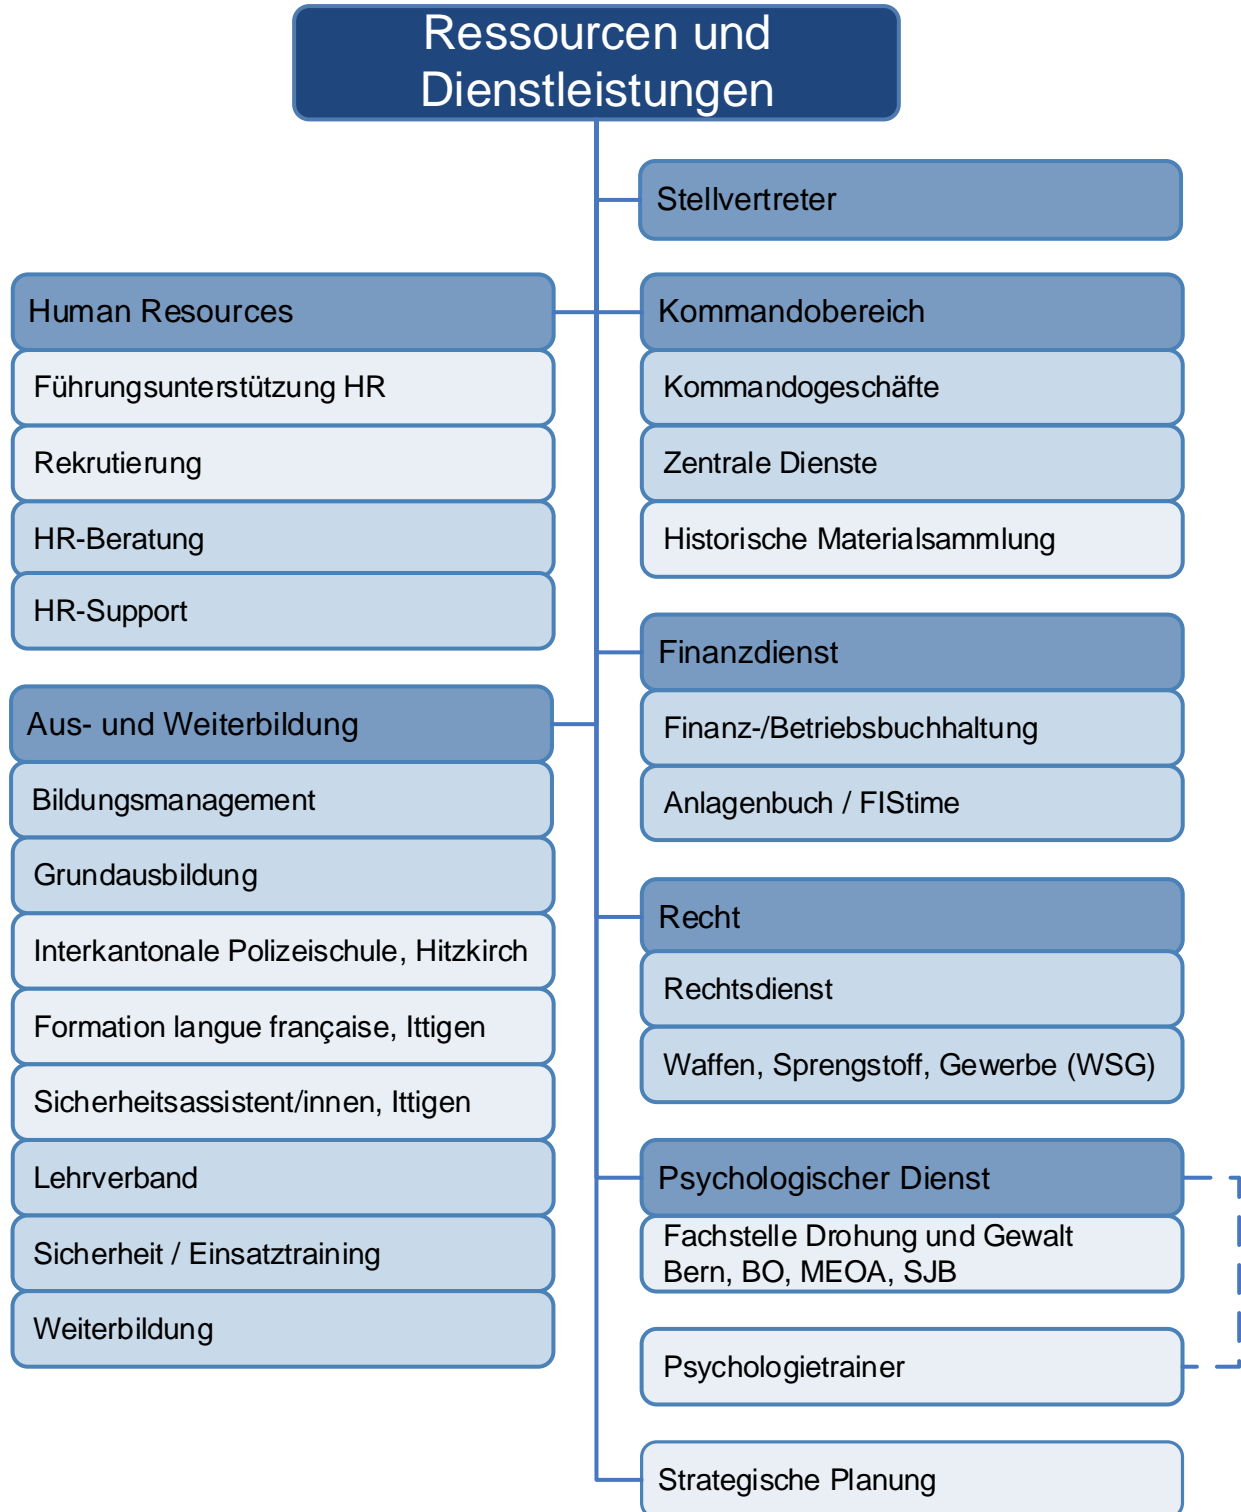 Ressourcen und
Dienstleistungen
Stellvertreter
Human Resources
Führungsunterstützung HR
Rekrutierung
HR-Beratung
HR-Support
Aus- und Weiterbildung
Bildungsmanagement
Grundausbildung
Interkantonale Polizeischule, Hitzkirch
Formation langue française, Ittigen
Sicherheitsassistent/innen, Ittigen
Lehrverband
Sicherheit / Einsatztraining
Weiterbildung
Kommandobereich
Kommandogeschäfte
Zentrale Dienste
Historische Materialsammlung
Finanzdienst
Finanz-/Betriebsbuchhaltung
Anlagenbuch / FIStime
Recht
Rechtsdienst
Waffen, Sprengstoff, Gewerbe (WSG)
Psychologischer Dienst
Fachstelle Drohung und Gewalt
Bern, BO, MEOA, SJB
Psychologietrainer
Strategische Planung